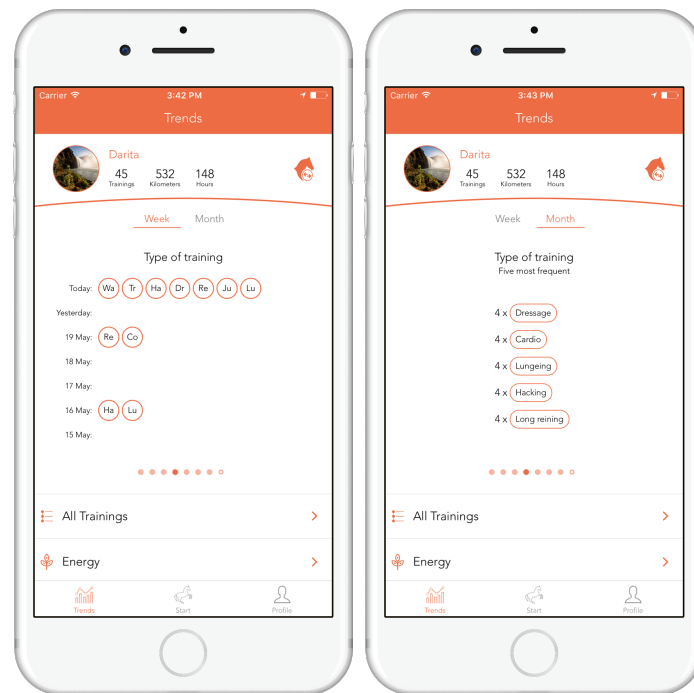 Carrier 3:42 PM
Trends
Darita
45 532 148
Trainings Kilometers Hours
Week Month
Type of training
Today: Wa Tr Ha Dr Re Ju Lu
Yesterday:
19 May: Re Co
18 May:
17 May:
16 May: Ha Lu
15 May:
All Trainings
Energy
Trends Start Profile
Carrier 3:43 PM
Trends
Darita
45 532 148
Trainings Kilometers Hours
Week Month
Type of training
Five most frequent
4 x Dressage
4 x Cardio
4 x Lungeing
4 x Hacking
4 x Long reining
All Trainings
Energy
Trends Start Profile